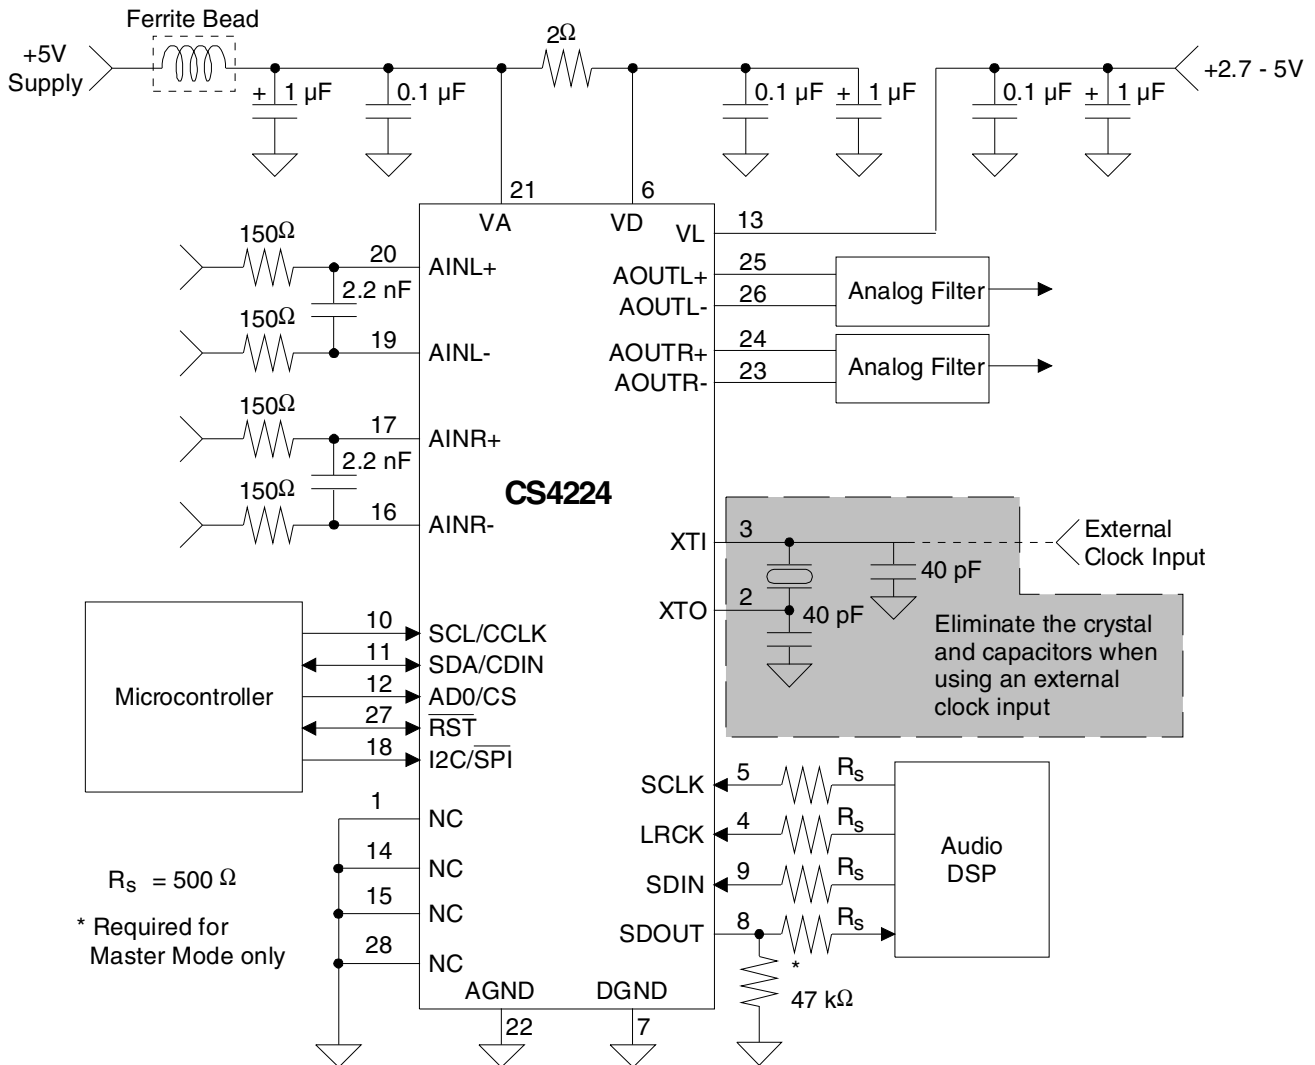 Ferrite Bead
+5V
Supply
+ 1 µF
0.1 µF
2Ω
0.1 µF
+ 1 µF
0.1 µF
+ 1 µF
+2.7 - 5V
21
6
VA
VD
13
VL
150Ω
20
AINL+
2.2 nF
150Ω
19
AINL-
150Ω
17
AINR+
2.2 nF
150Ω
16
AINR-
25
AOUTL+
26
AOUTL-
Analog Filter
24
AOUTR+
23
AOUTR-
Analog Filter
CS4224
3
XTI
2
XTO
40 pF
40 pF
External
Clock Input
Eliminate the crystal
and capacitors when
using an external
clock input
Microcontroller
10
SCL/CCLK
11
SDA/CDIN
12
AD0/CS
27
RST
18
I2C/SPI
1
NC
14
NC
15
NC
28
NC
SCLK
5
Rs
LRCK
4
Rs
SDIN
9
Rs
SDOUT
8
Rs
Audio
DSP
*
47 kΩ
Rs = 500 Ω
* Required for
Master Mode only
AGND
DGND
22
7